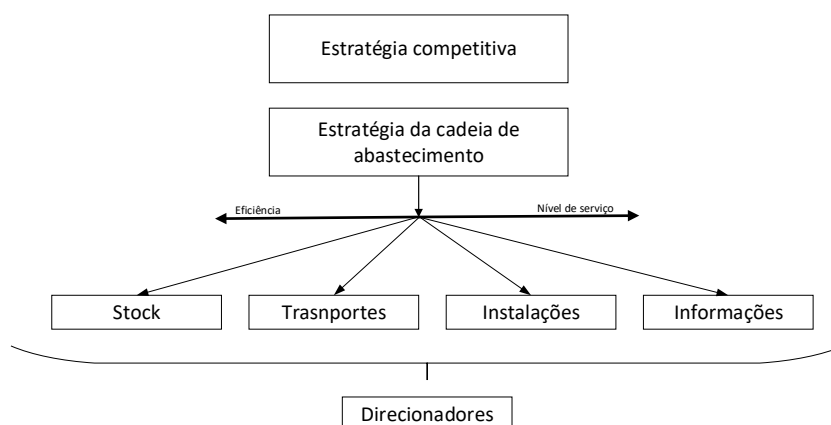 Estratégia competitiva
Estratégia da cadeia de
abastecimento
Eficiência
Nível de serviço
Stock
Trasnportes
Instalações
Informações
Direcionadores